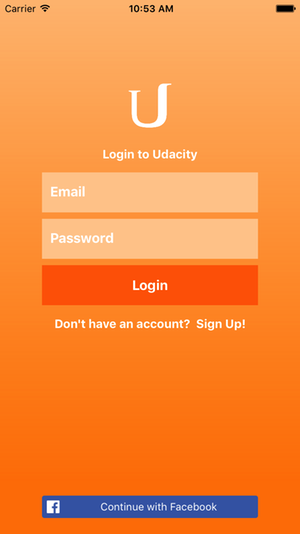 Carrier 10:53 AM
U
Login to Udacity
Email
Password
Login
Don't have an account? Sign Up!
f Continue with Facebook